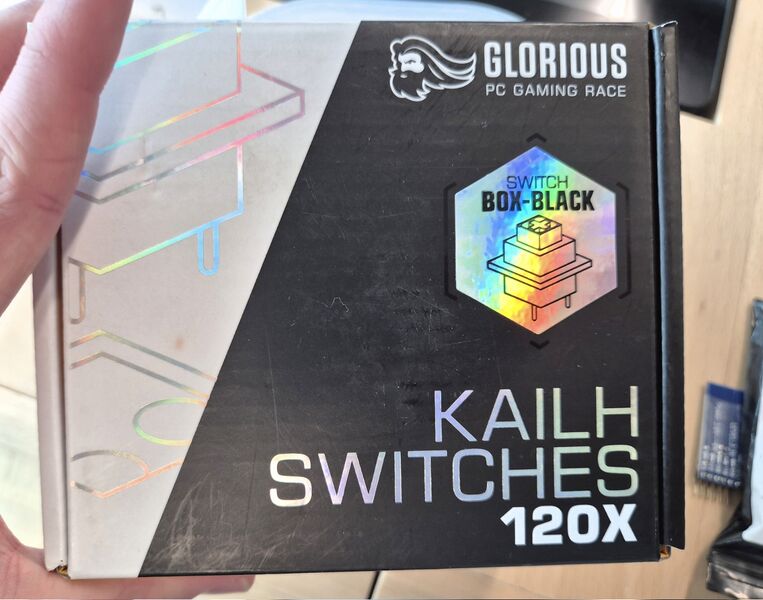 GLORIOUS
PC GAMING RACE
SWITCH
BOX-BLACK
KAILH
SWITCHES
120X